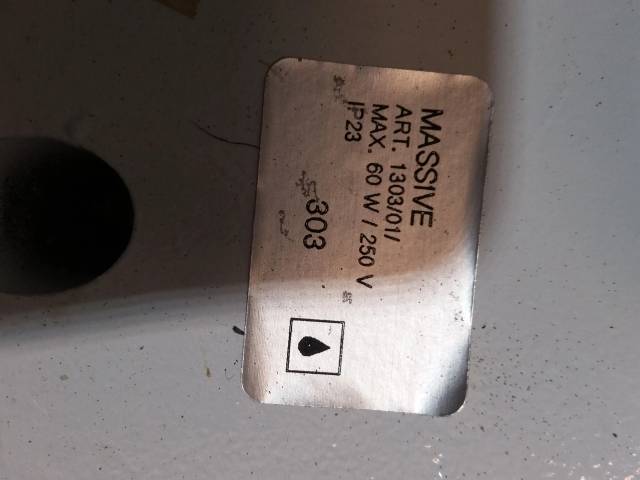 MASSIVE
ART. 1303/01/
MAX. 60 W / 250 V
IP23
303